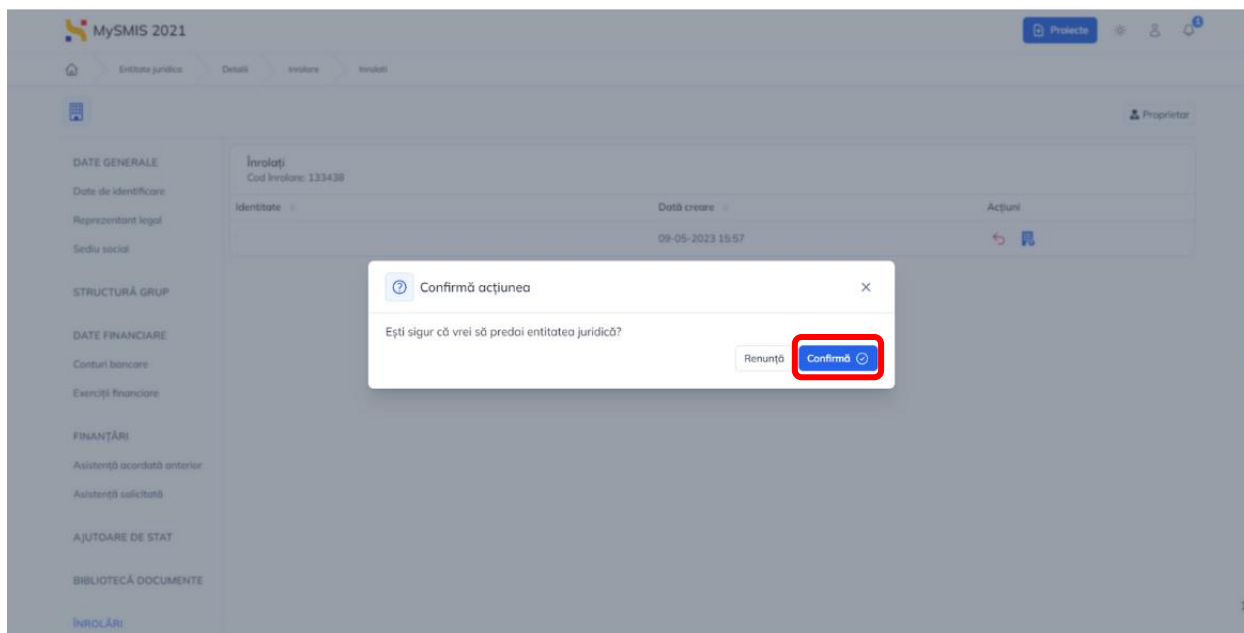 MySMIS 2021
Proiecte
1
Entitate juridica
Detalii
Inrolare
Inrolati
Proprietar
DATE GENERALE
Date de identificare
Reprezentant legal
Sediu social
STRUCTURĂ GRUP
DATE FINANCIARE
Conturi bancare
Exerciții financiare
FINANȚĂRI
Asistență acordată anterior
Asistență solicitată
AJUTOARE DE STAT
BIBLIOTECĂ DOCUMENTE
ÎNROLĂRI
Înrolați
Cod înrolare: 133438
Identitate
Dată creare
Acțiuni
09-05-2023 15:57
Confirmă acțiunea
Ești sigur că vrei să predai entitatea juridică?
Renunță
Confirmă